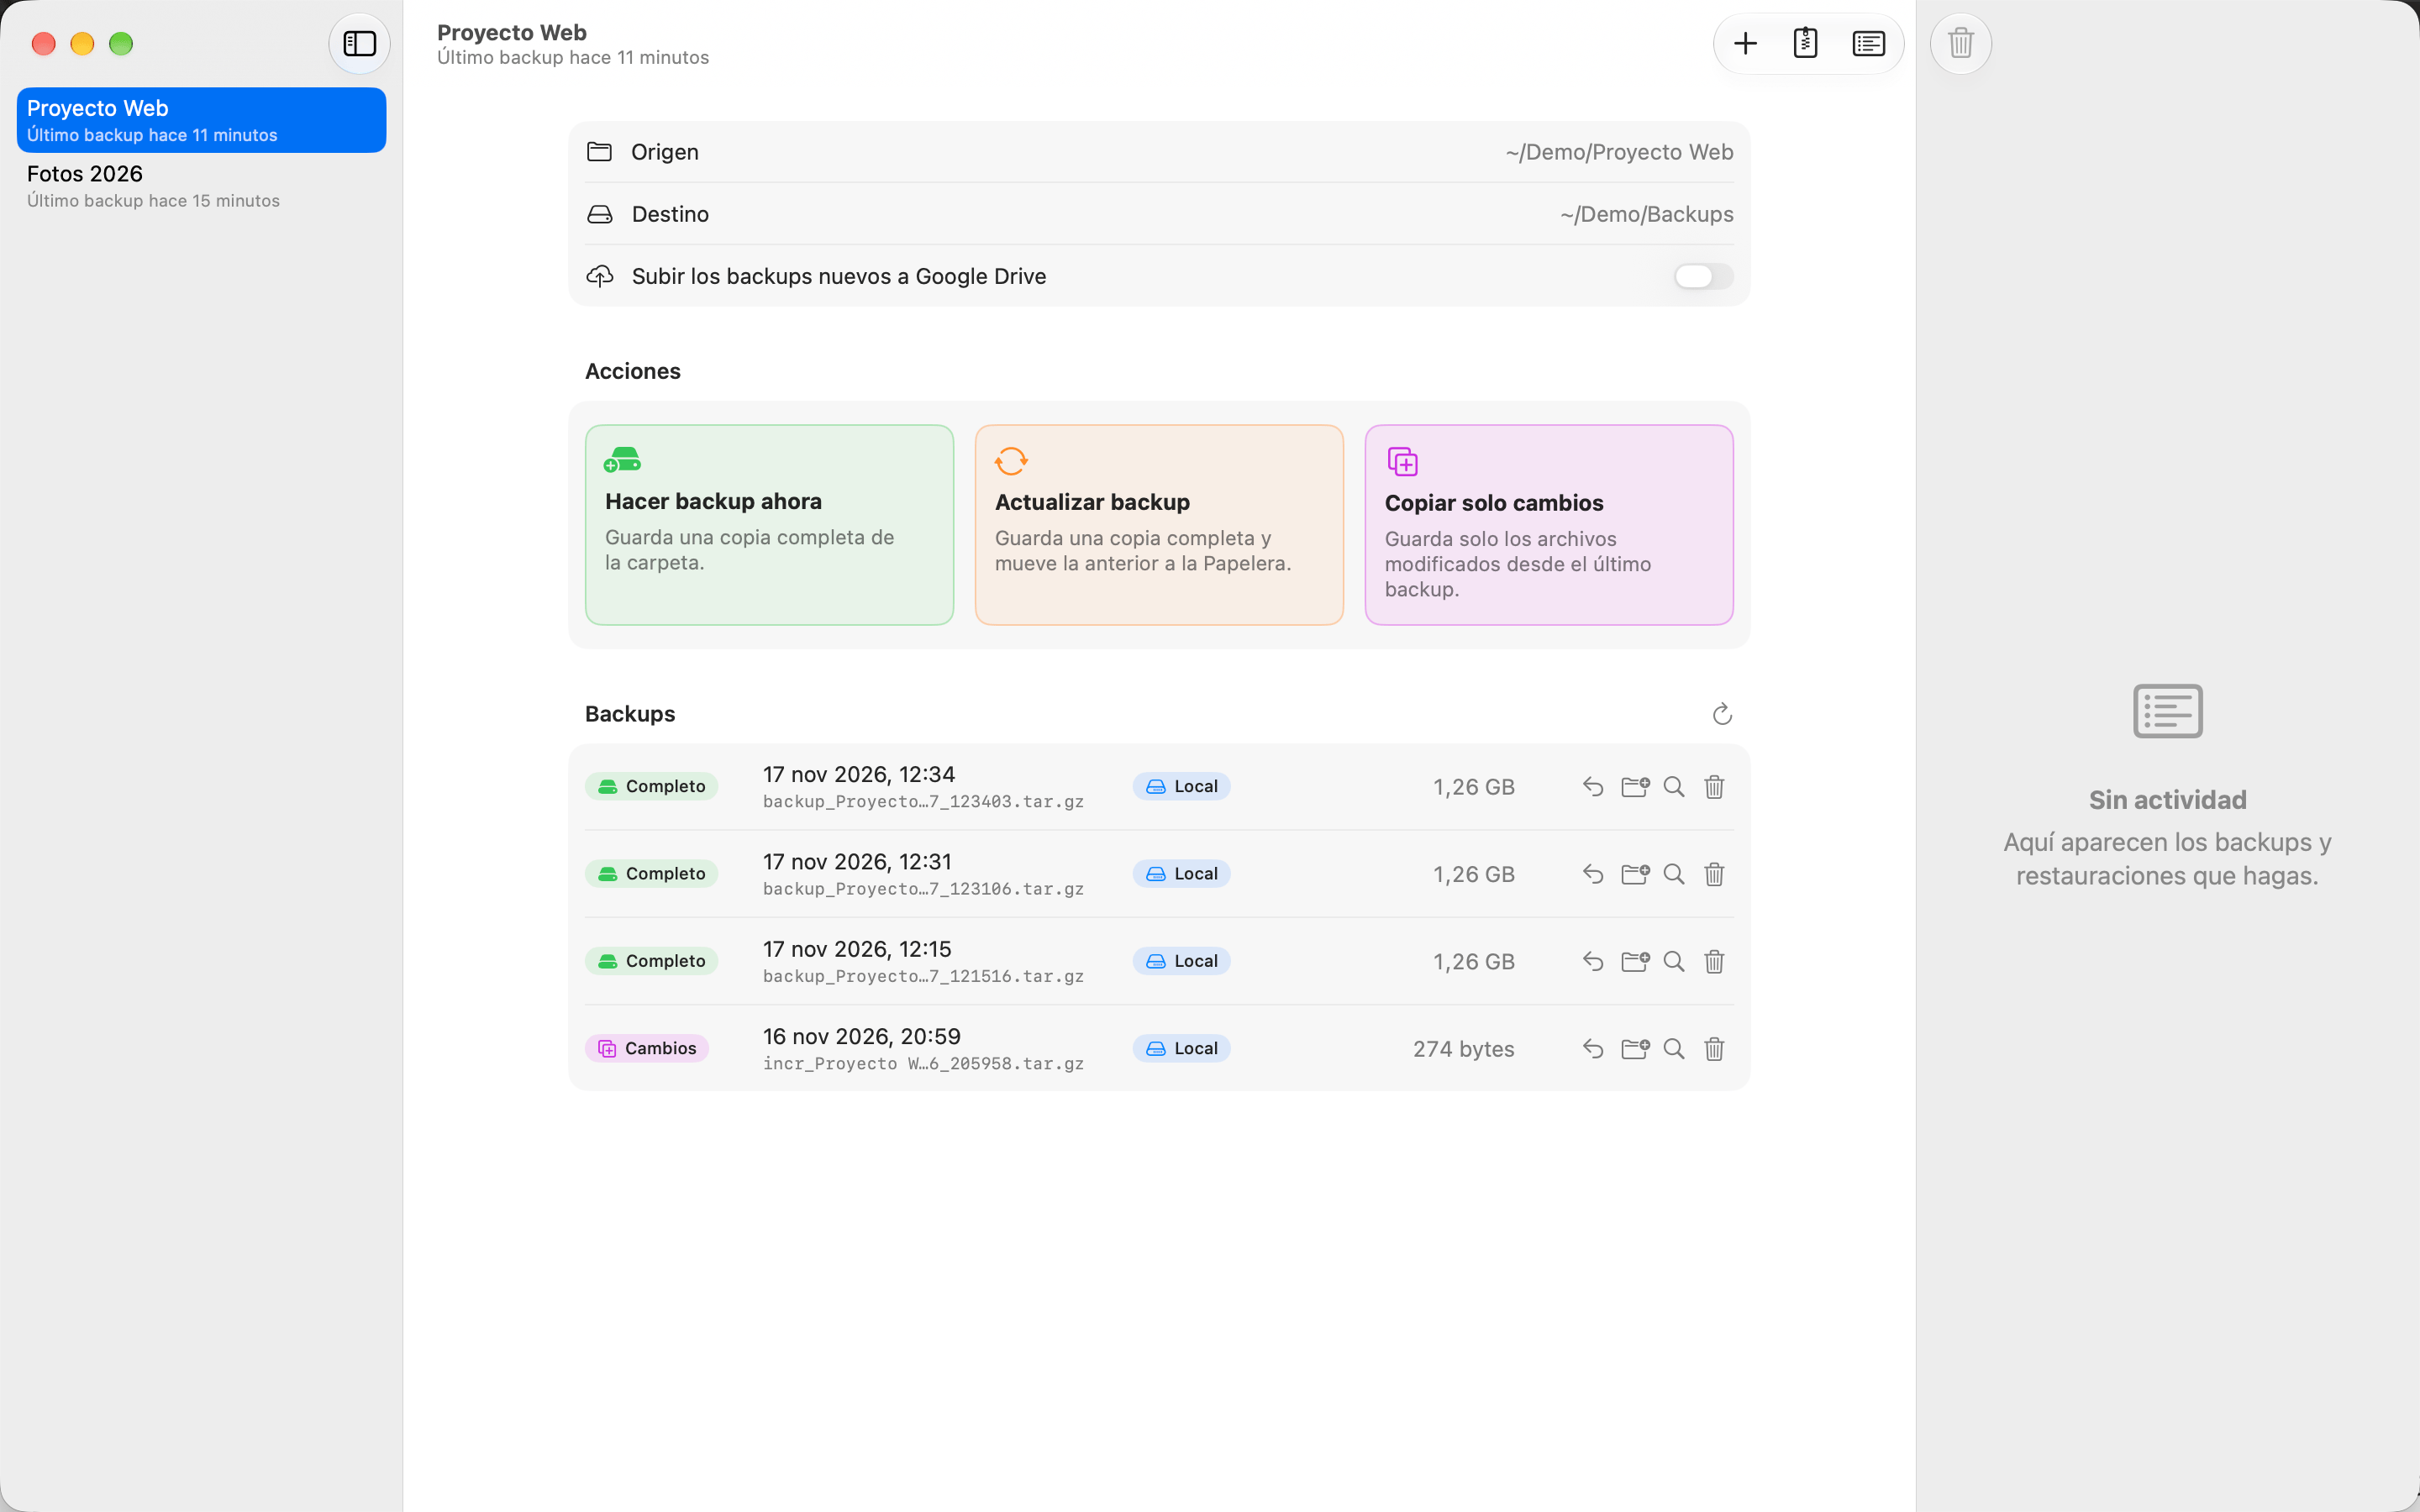 Proyecto Web
Último backup hace 11 minutos
Fotos 2026
Último backup hace 15 minutos
Proyecto Web
Último backup hace 11 minutos
Origen
~/Demo/Proyecto Web
Destino
~/Demo/Backups
Subir los backups nuevos a Google Drive
Acciones
Hacer backup ahora
Guarda una copia completa de
la carpeta.
Actualizar backup
Guarda una copia completa y
mueve la anterior a la Papelera.
Copiar solo cambios
Guarda solo los archivos
modificados desde el último
backup.
Backups
Completo
17 nov 2026, 12:34
backup_Proyecto…7_123403.tar.gz
Local
1,26 GB
Completo
17 nov 2026, 12:31
backup_Proyecto…7_123106.tar.gz
Local
1,26 GB
Completo
17 nov 2026, 12:15
backup_Proyecto…7_121516.tar.gz
Local
1,26 GB
Cambios
16 nov 2026, 20:59
incr_Proyecto W…6_205958.tar.gz
Local
274 bytes
Sin actividad
Aquí aparecen los backups y
restauraciones que hagas.